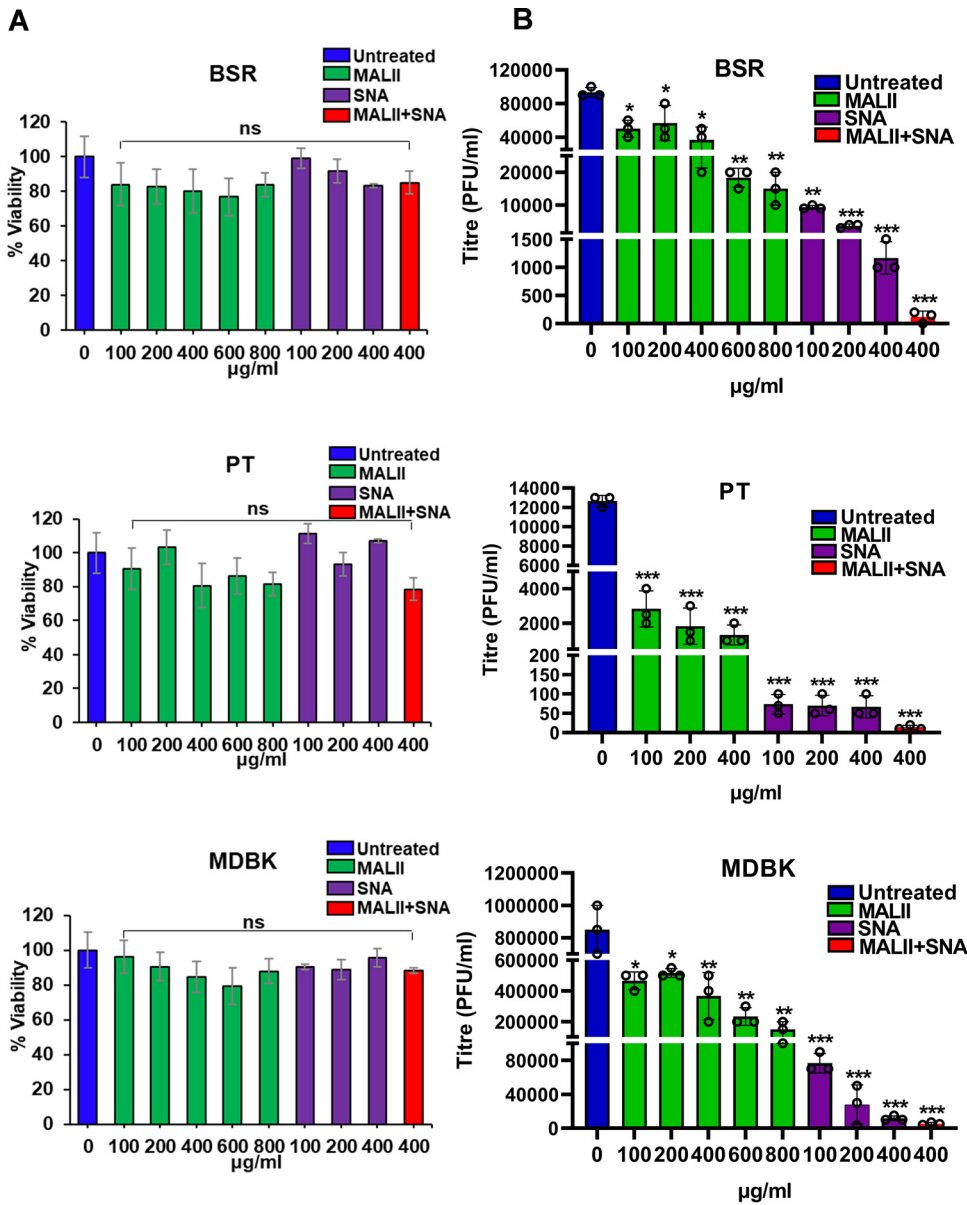 A
BSR
Untreated
MALII
SNA
MALII+SNA
ns
% Viability
120
100
80
60
40
20
0
0 100 200 400 600 800 100 200 400 400
µg/ml
B
BSR
Untreated
MALII
SNA
MALII+SNA
Titre (PFU/ml)
120000
80000
40000
20000
10000
1500
1000
500
0
* * * ** ** ** *** *** ***
0 100 200 400 600 800 100 200 400 400
µg/ml
PT
Untreated
MALII
SNA
MALII+SNA
ns
% Viability
120
100
80
60
40
20
0
0 100 200 400 600 800 100 200 400 400
µg/ml
PT
Untreated
MALII
SNA
MALII+SNA
Titre (PFU/ml)
14000
12000
10000
8000
6000
4000
2000
200
150
100
50
0
*** *** *** *** *** *** ***
0 100 200 400 100 200 400 400
µg/ml
MDBK
Untreated
MALII
SNA
MALII+SNA
ns
% Viability
120
100
80
60
40
20
0
0 100 200 400 600 800 100 200 400 400
µg/ml
MDBK
Untreated
MALII
SNA
MALII+SNA
Titre (PFU/ml)
1000000
800000
600000
400000
200000
80000
40000
0
* * ** ** ** *** *** *** ***
0 100 200 400 600 800 100 200 400 400
µg/ml